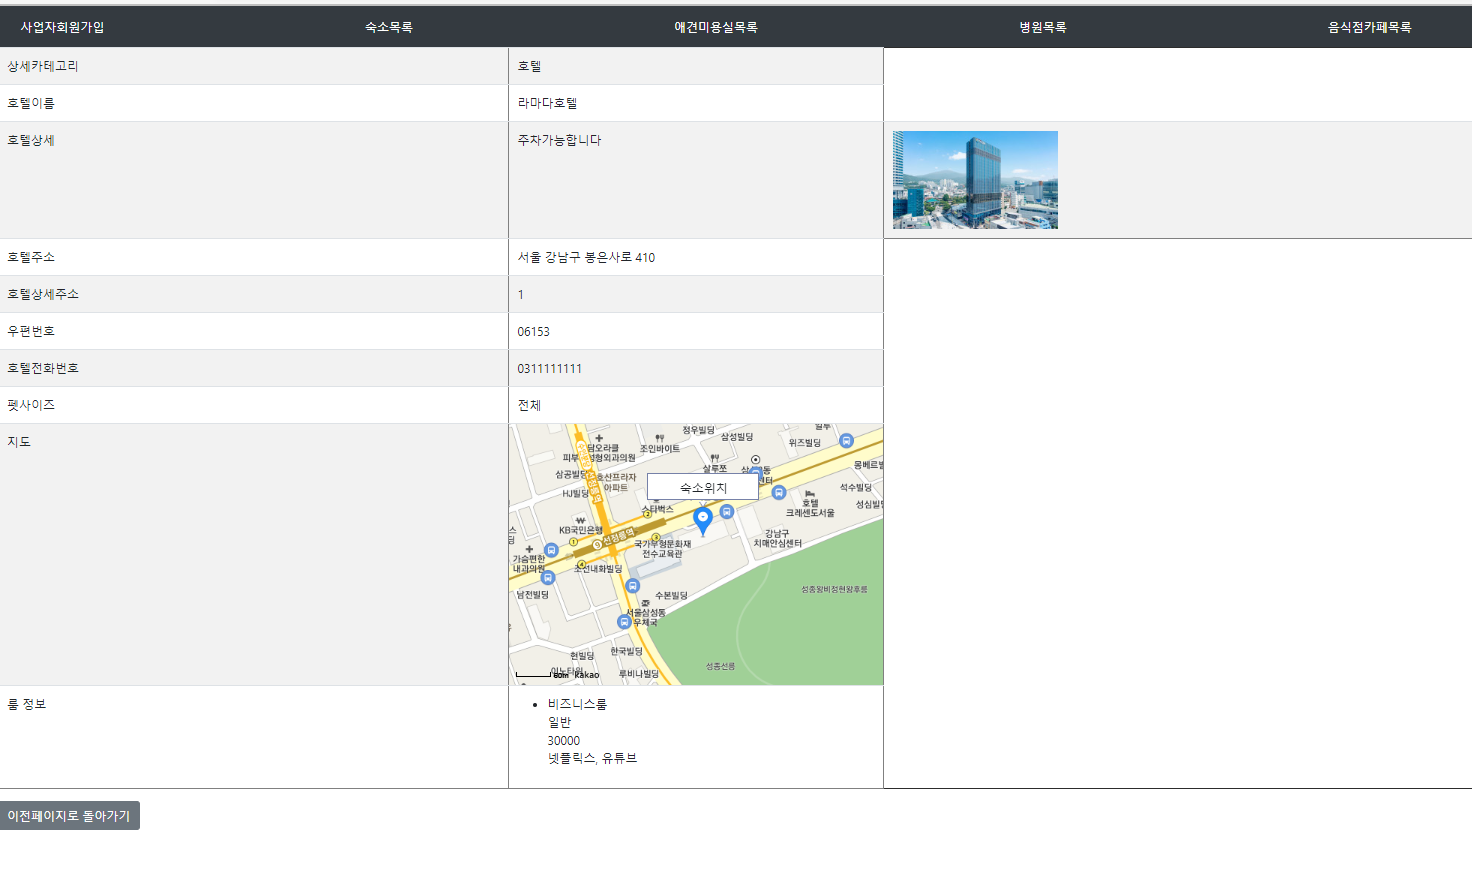 사업자회원가입 숙소목록 애견미용실목록 병원목록 음식점카페목록
상세카테고리 호텔
호텔이름 라마다호텔
호텔상세 주차가능합니다
호텔주소 서울 강남구 봉은사로 410
호텔상세주소 1
우편번호 06153
호텔전화번호 0311111111
펫사이즈 전체
지도
정우빌딩
삼성빌딩
위즈빌딩
담오라클
피부
성형외과의원
조인바이트
살루쪼
몽베르빌
삼공빌딩
호산프라자
아파트
센터
HJ빌딩
숙소위치
석수빌딩
호텔
크레센도서울
성심빌딩
스타벅스
KB국민은행
선정릉역
국가무형문화재
전수교육관
강남구
치매안심센터
가슴편한
내과의원
조선내화빌딩
남전빌딩
수본빌딩
성종왕비정현왕후릉
서울삼성동
우체국
현빌딩
한국빌딩
성종선릉
이노타워
루비나빌딩
50m kakao
룸 정보
• 비즈니스룸
일반
30000
넷플릭스, 유튜브
이전페이지로 돌아가기